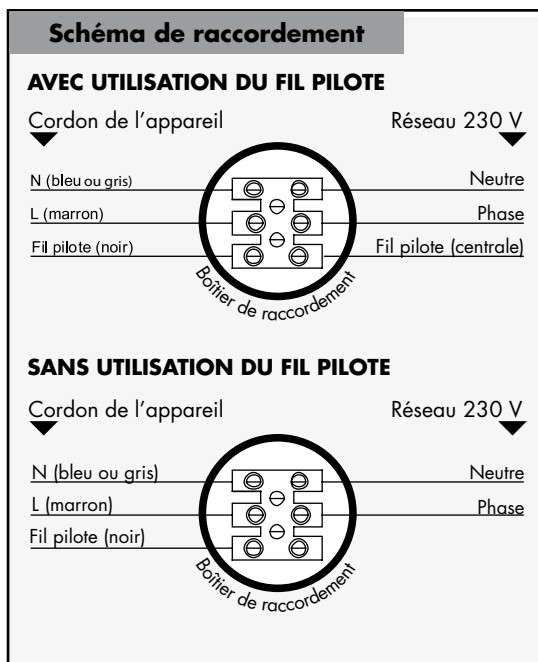 Schéma de raccordement
AVEC UTILISATION DU FIL PILOTE
Cordon de l'appareil
Réseau 230 V
N (bleu ou gris)
Neutre
L (marron)
Phase
Fil pilote (noir)
Fil pilote (centrale)
Boîtier de raccordement
SANS UTILISATION DU FIL PILOTE
Cordon de l'appareil
Réseau 230 V
N (bleu ou gris)
Neutre
L (marron)
Phase
Fil pilote (noir)
Boîtier de raccordement